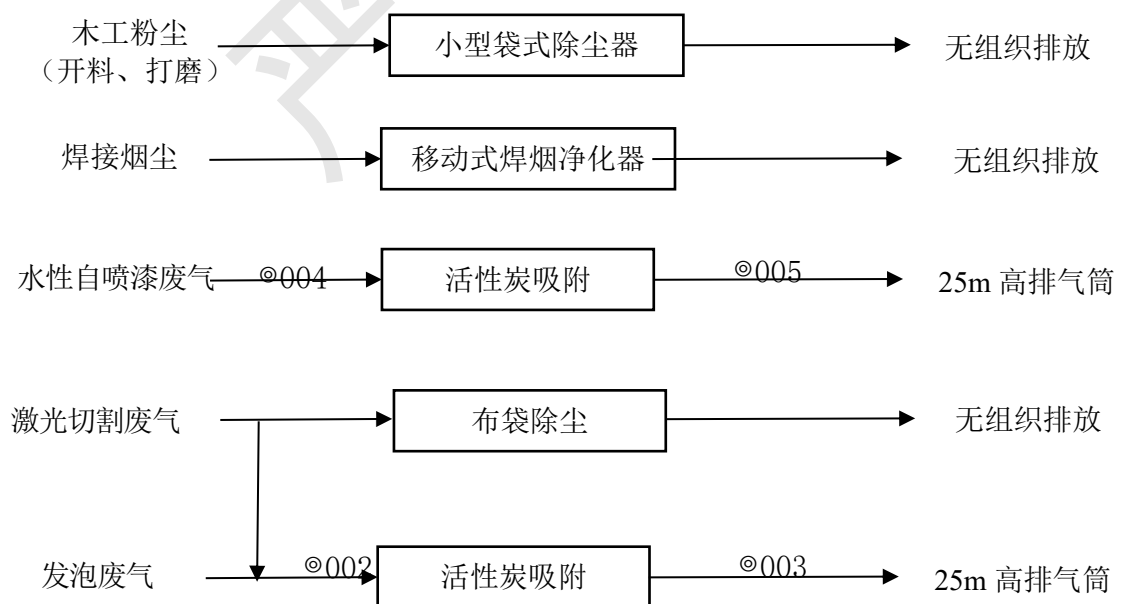 木工粉尘
（开料、打磨）
小型袋式除尘器
无组织排放
焊接烟尘
移动式焊烟净化器
无组织排放
水性自喷漆废气
◎004
活性炭吸附
◎005
25m 高排气筒
激光切割废气
布袋除尘
无组织排放
发泡废气
◎002
活性炭吸附
◎003
25m 高排气筒